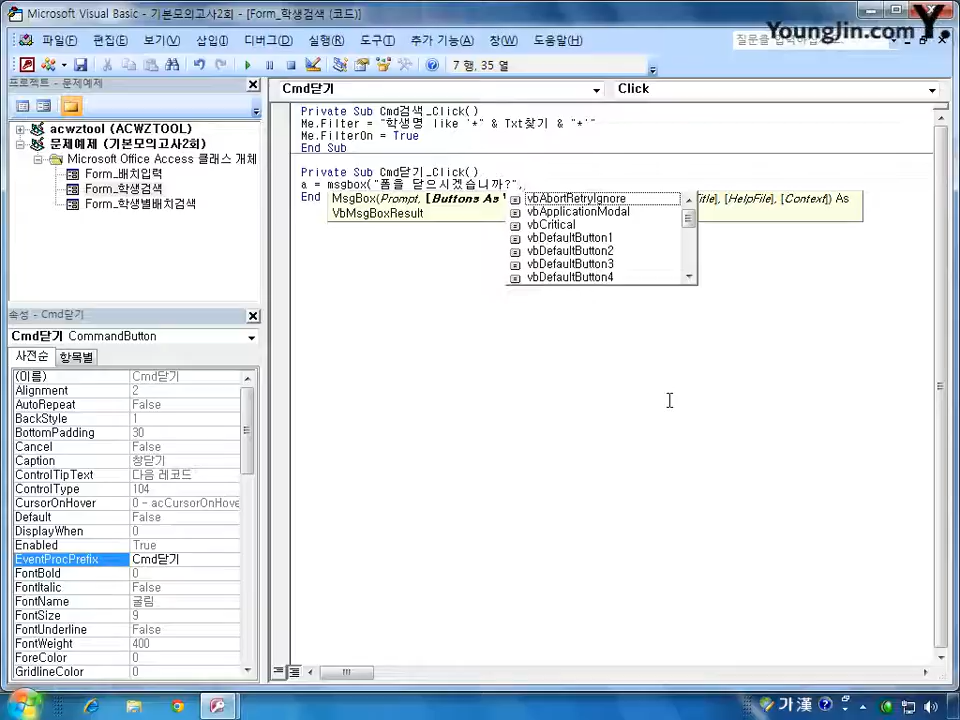 Microsoft Visual Basic - 기본모의고사2회 - [Form_학생검색 (코드)]
YoungJin.com Y.
파일(F) 편집(E) 보기(V) 삽입(I) 디버그(D) 실행(R) 도구(T) 추가 기능(A) 창(W) 도움말(H)
7 행, 35 열
프로젝트 - 문제예제
Cmd닫기
Click
acwztool (ACWZTOOL)
문제예제 (기본모의고사2회)
Microsoft Office Access 클래스 개체
Form_배치입력
Form_학생검색
Form_학생별배치검색
Private Sub Cmd검색_Click()
Me.Filter = "학생명 like '*" & Txt찾기 & "*'"
Me.FilterOn = True
End Sub
Private Sub Cmd닫기_Click()
a = msgbox("폼을 닫으시겠습니까?",
End
MsgBox(Prompt, [Buttons As
[HelpFile], [Context]) As
VbMsgBoxResult
vbAbortRetryIgnore
vbApplicationModal
vbCritical
vbDefaultButton1
vbDefaultButton2
vbDefaultButton3
vbDefaultButton4
속성 - Cmd닫기
Cmd닫기 CommandButton
사전순 항목별
(이름) Cmd닫기
Alignment 2
AutoRepeat False
BackStyle 1
BottomPadding 30
Cancel False
Caption 창닫기
ControlTipText 다음 레코드
ControlType 104
CursorOnHover 0 - acCursorOnHove
Default False
DisplayWhen 0
Enabled True
EventProcPrefix Cmd닫기
FontBold 0
FontItalic False
FontName 굴림
FontSize 9
FontUnderline False
FontWeight 400
ForeColor 0
GridlineColor 0
가 漢